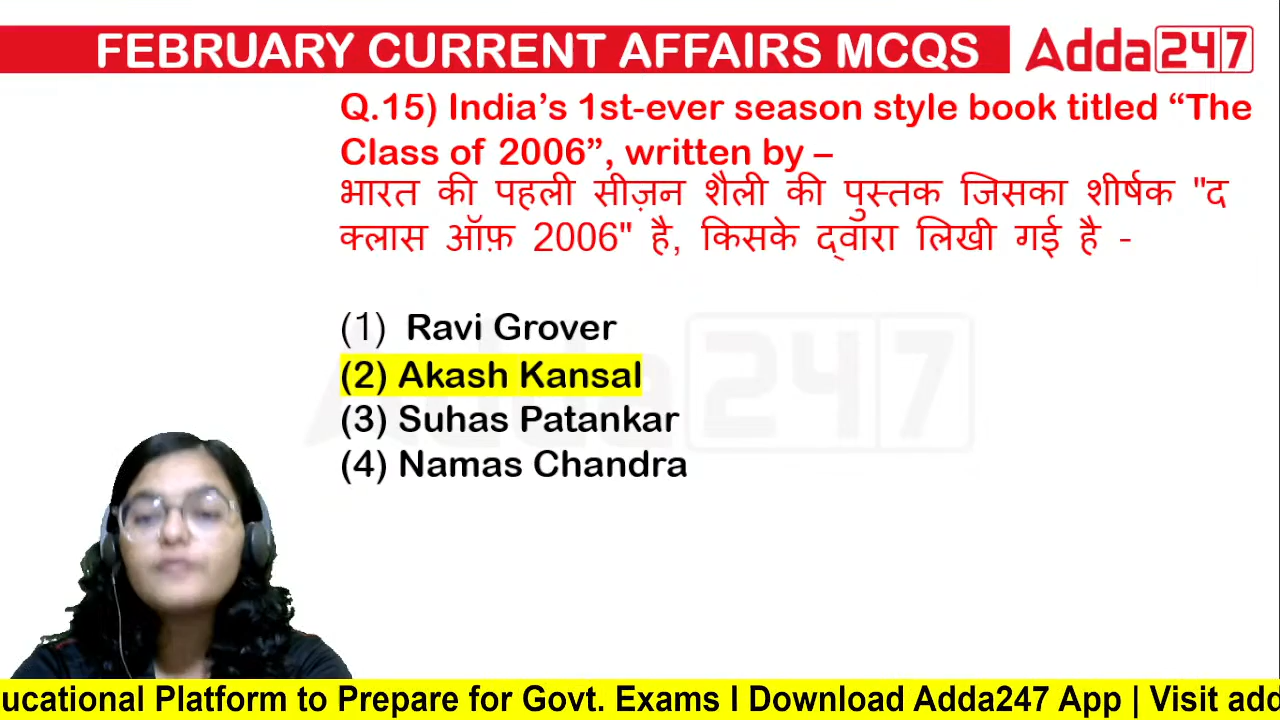 FEBRUARY CURRENT AFFAIRS MCQS Adda247
Q.15) India’s 1st-ever season style book titled “The
Class of 2006”, written by –
भारत की पहली सीज़न शैली की पुस्तक जिसका शीर्षक "द
क्लास ऑफ़ 2006" है, किसके द्वारा लिखी गई है -
(1) Ravi Grover
(2) Akash Kansal
(3) Suhas Patankar
(4) Namas Chandra
Adda247
ucational Platform to Prepare for Govt. Exams I Download Adda247 App | Visit add